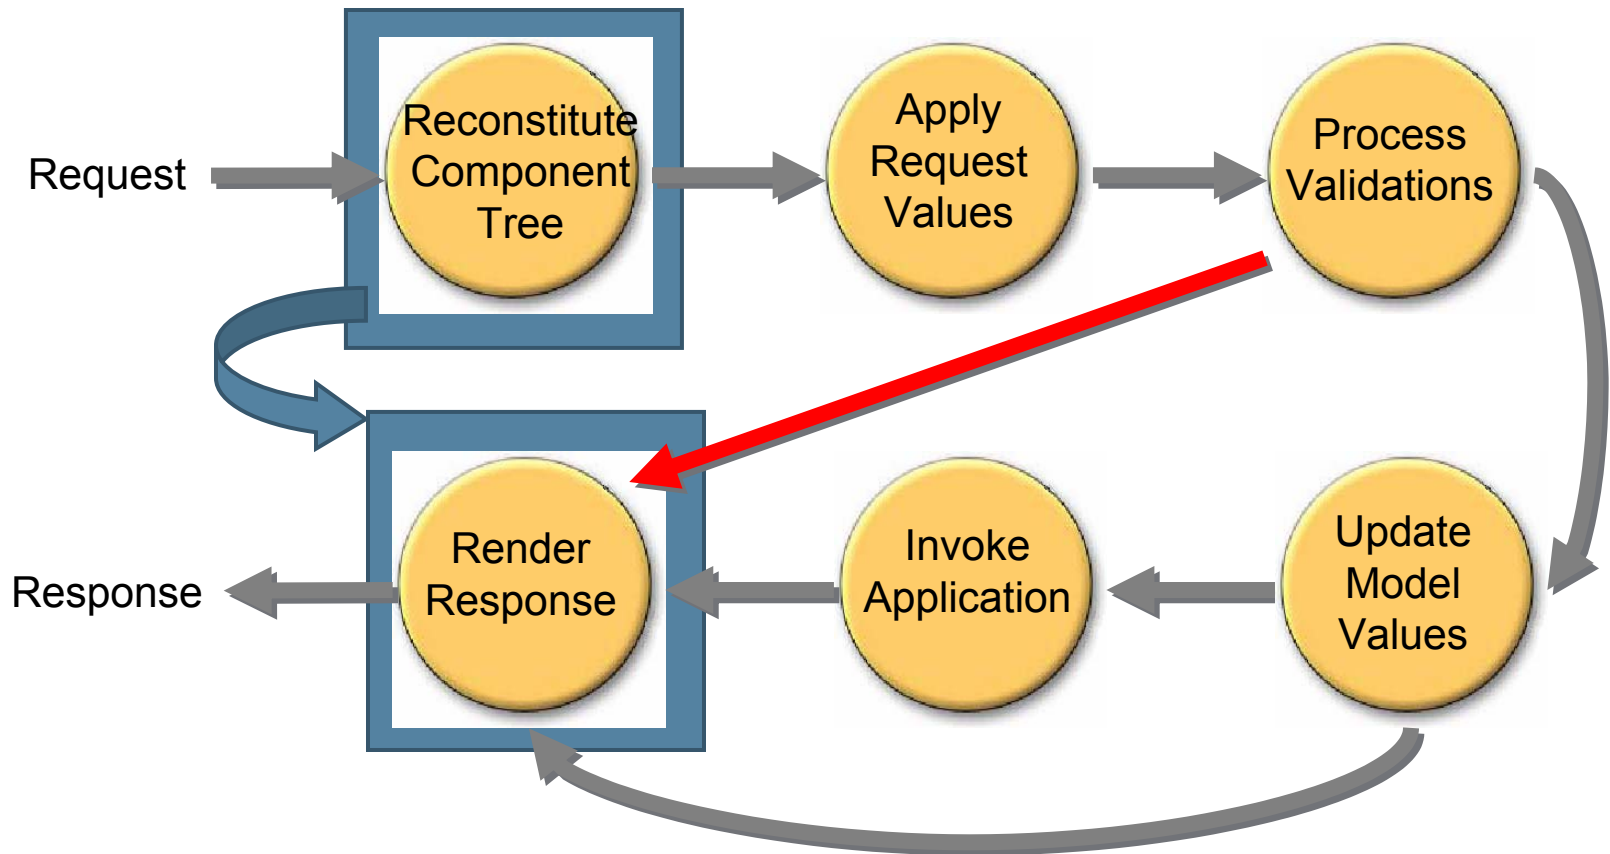 Request
Reconstitute
Component
Tree
Apply
Request
Values
Process
Validations
Response
Render
Response
Invoke
Application
Update
Model
Values